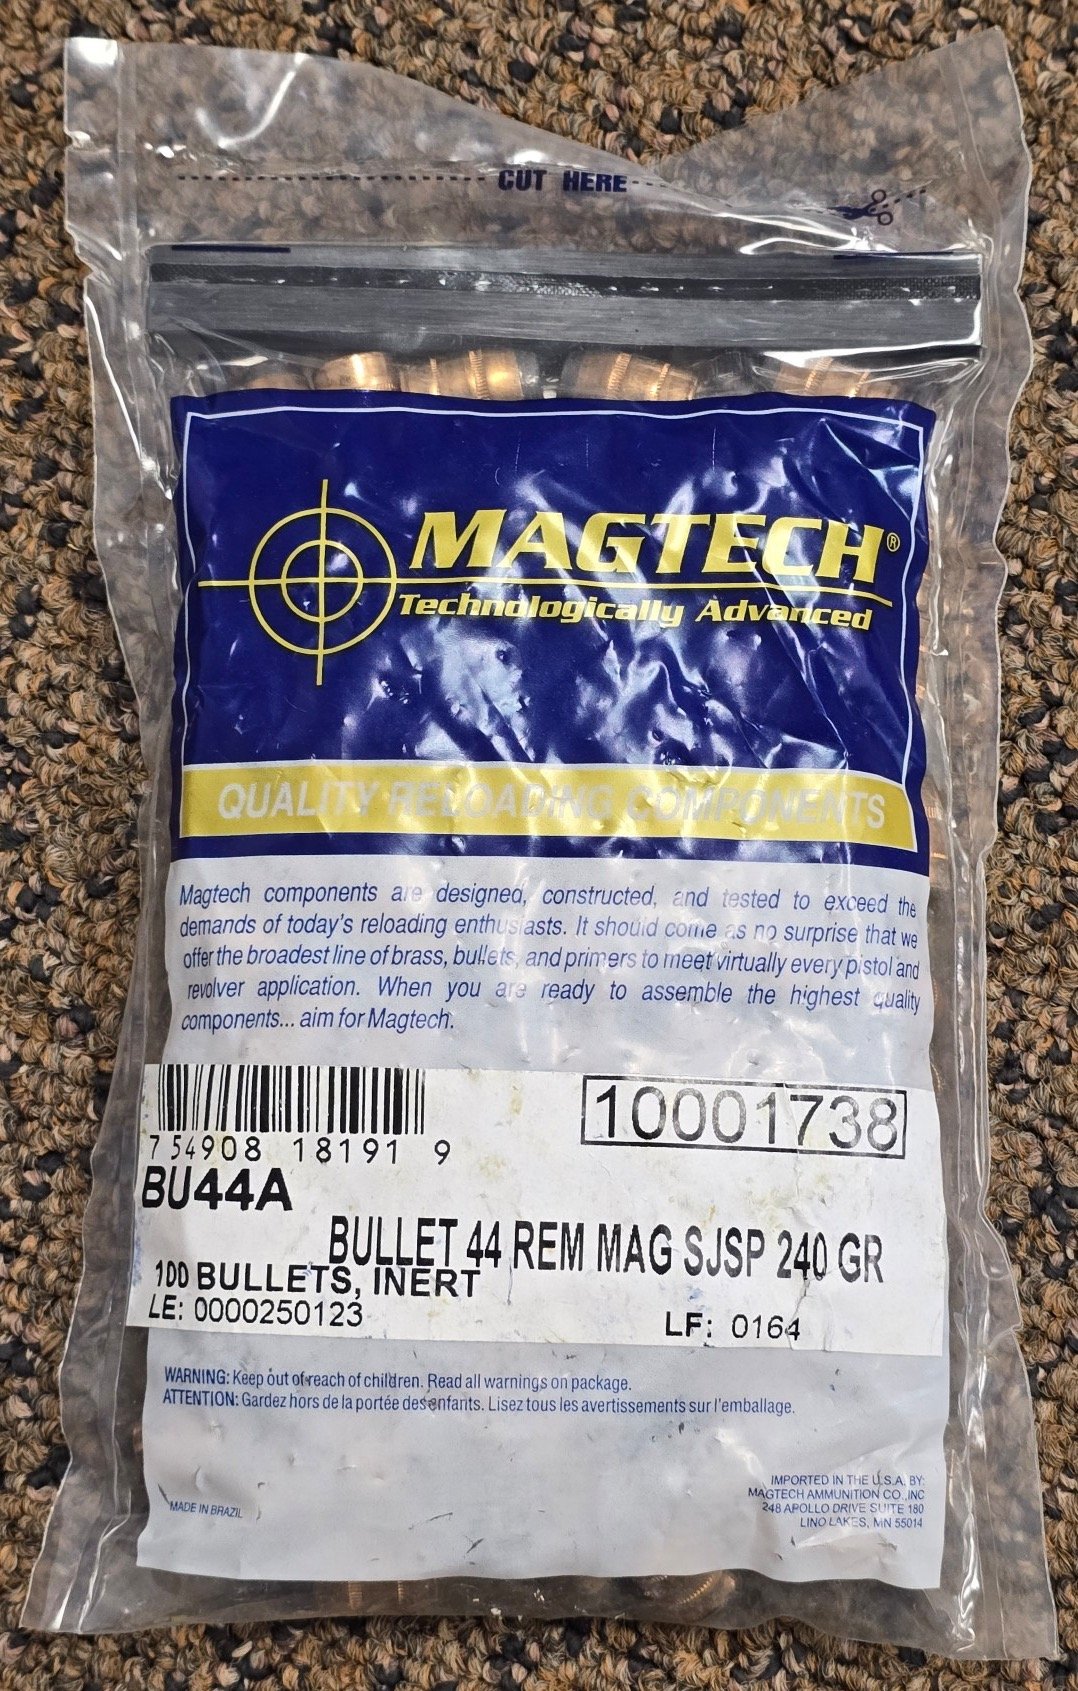 CUT HERE
MAGTECH®
Technologically Advanced
QUALITY RELOADING COMPONENTS
Magtech components are designed, constructed, and tested to exceed the
demands of today's reloading enthusiasts. It should come as no surprise that we
offer the broadest line of brass, bullets, and primers to meet virtually every pistol and
revolver application. When you are ready to assemble the highest quality
components... aim for Magtech.
10001738
7 54908 18191 9
BU44A
BULLET 44 REM MAG SJSP 240 GR
100 BULLETS, INERT
LE: 0000250123
LF: 0164
WARNING: Keep out of reach of children. Read all warnings on package.
ATTENTION: Gardez hors de la portée des enfants. Lisez tous les avertissements sur l'emballage.
IMPORTED IN THE U.S.A. BY:
MAGTECH AMMUNITION CO., INC
248 APOLLO DRIVE SUITE 180
LINO LAKES, MN 55014
MADE IN BRAZIL